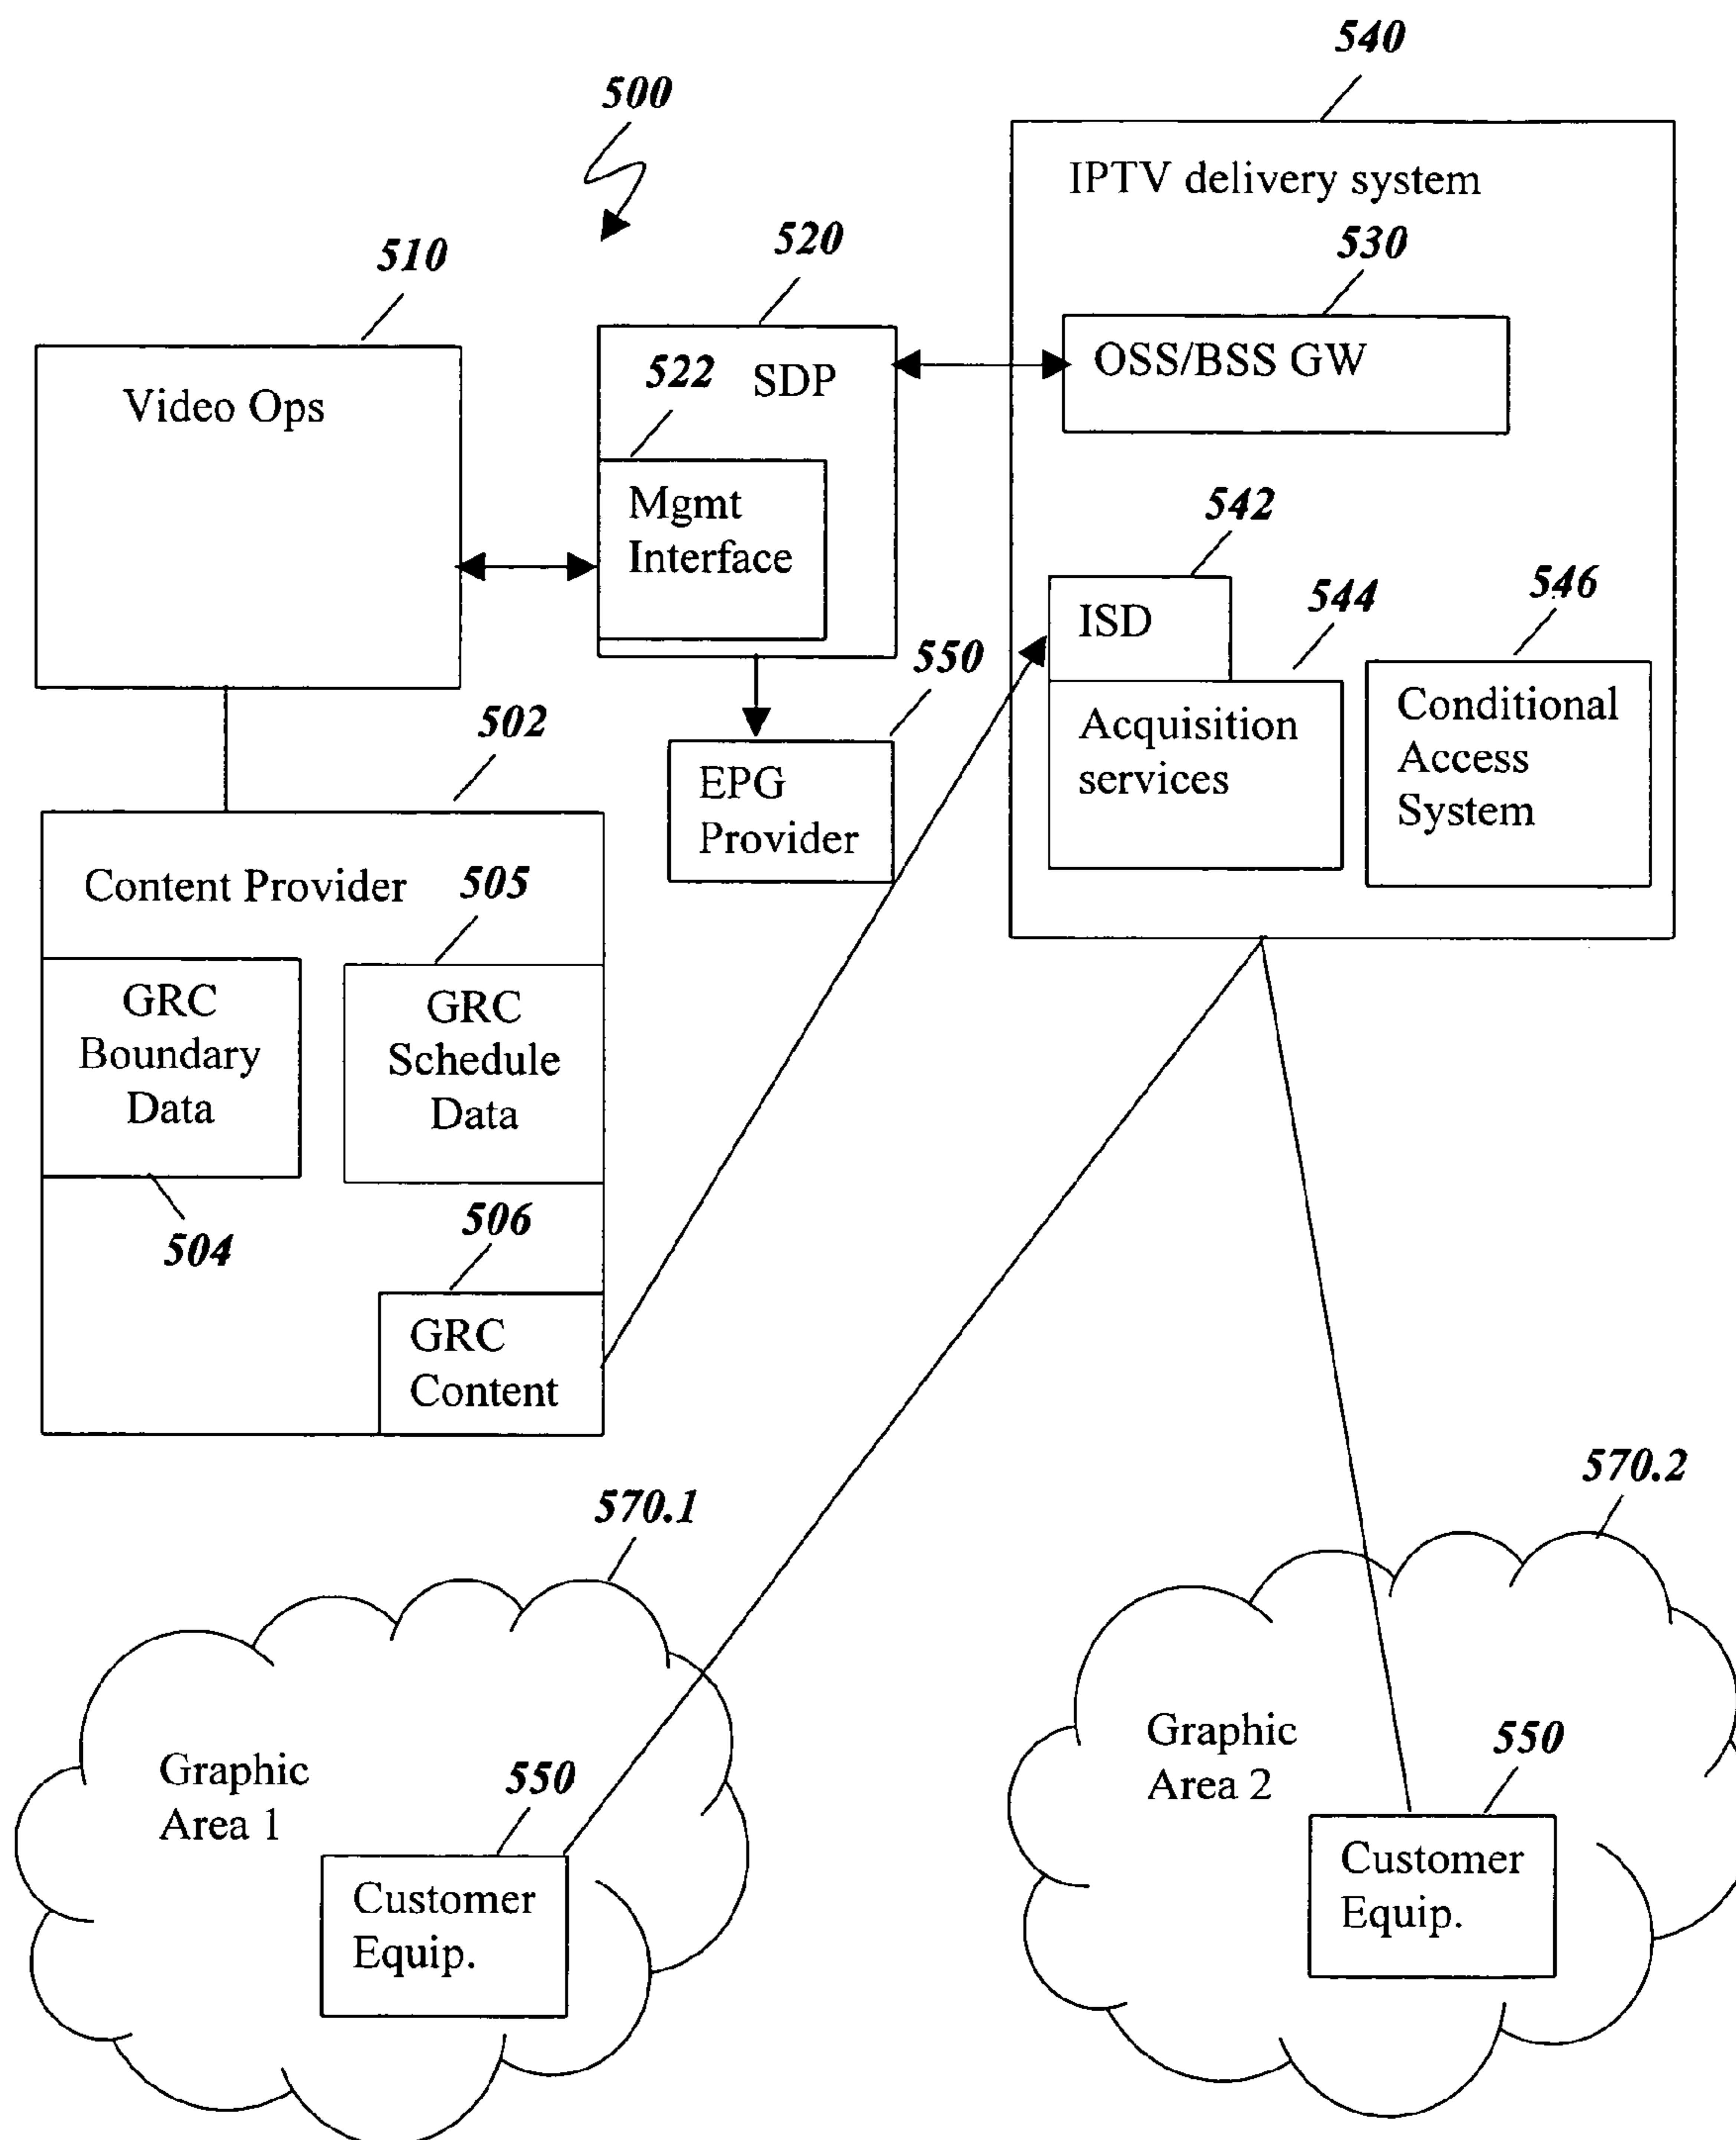 540
500
IPTV delivery system
520
530
510
522
SDP
OSS/BSS GW
Video Ops
Mgmt
Interface
542
ISD
544
546
550
Acquisition
services
Conditional
Access
System
502
EPG
Provider
Content Provider
505
GRC
Boundary
Data
GRC
Schedule
Data
504
506
GRC
Content
570.1
570.2
Graphic
Area 1
550
Customer
Equip.
Graphic
Area 2
550
Customer
Equip.